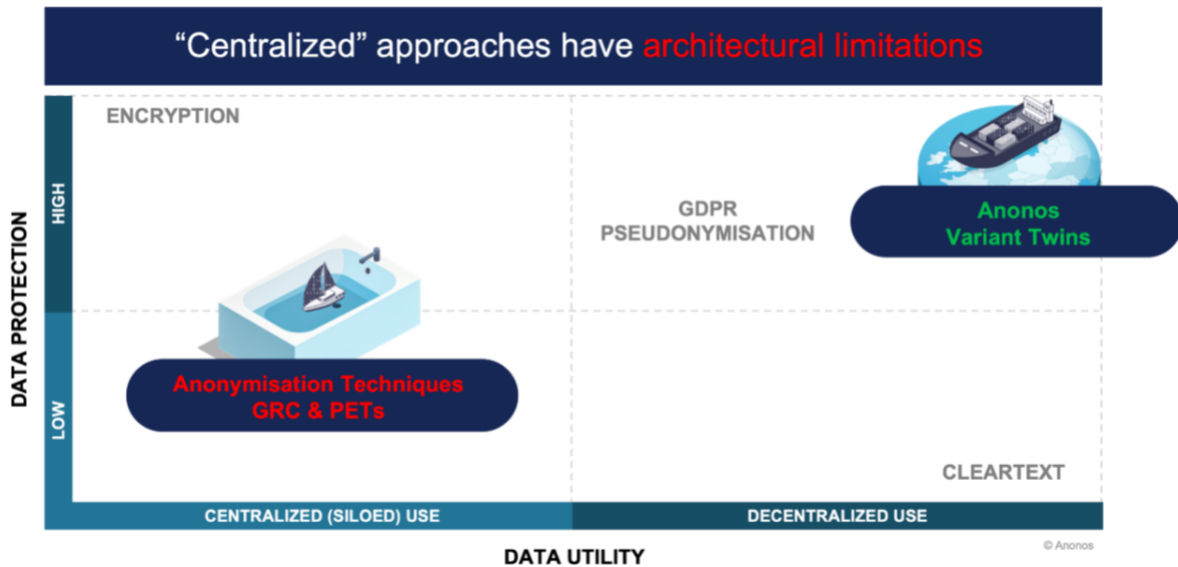 “Centralized” approaches have architectural limitations
ENCRYPTION
GDPR
PSEUDONYMISATION
Anonos
Variant Twins
Anonymisation Techniques
GRC & PETs
CLEARTEXT
DATA PROTECTION
HIGH
LOW
CENTRALIZED (SILOED) USE
DECENTRALIZED USE
DATA UTILITY
© Anonos